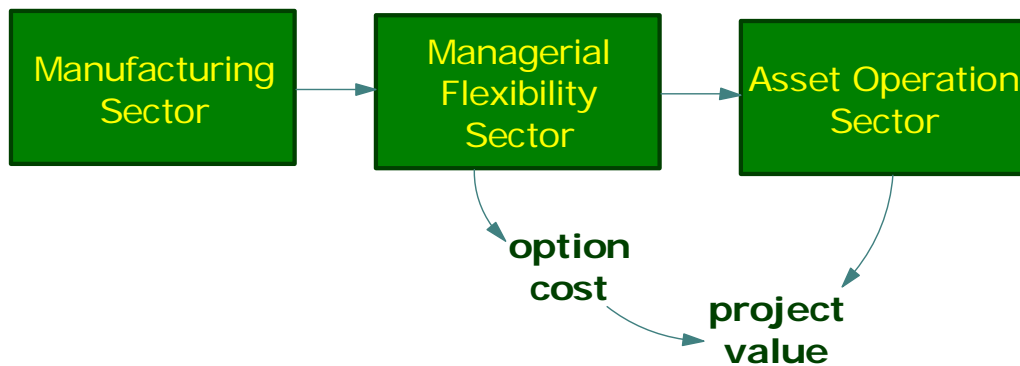 Manufacturing
Sector
Managerial
Flexibility
Sector
Asset Operation
Sector
option
cost
project
value